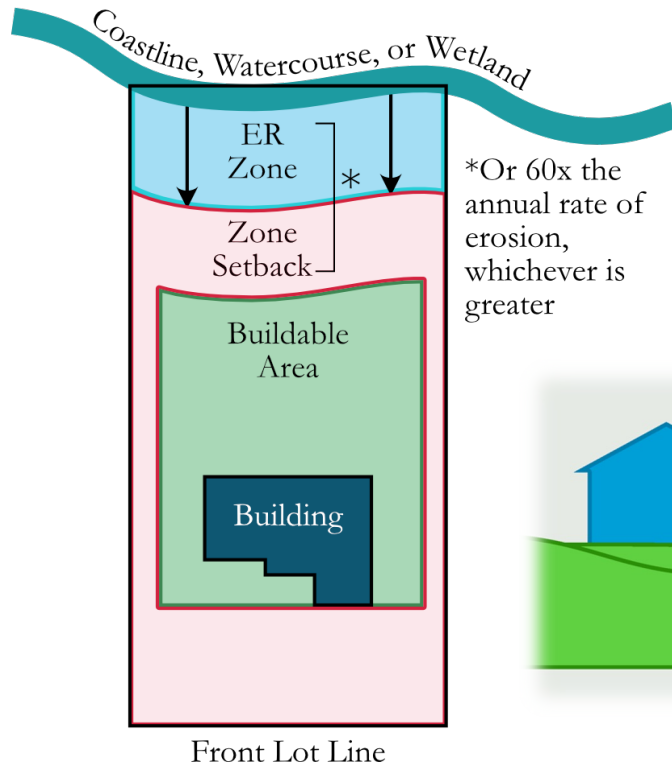 Coastline, Watercourse, or Wetland
ER
Zone
*
Zone
Setback
*Or 60x the
annual rate of
erosion,
whichever is
greater
Buildable
Area
Building
Front Lot Line